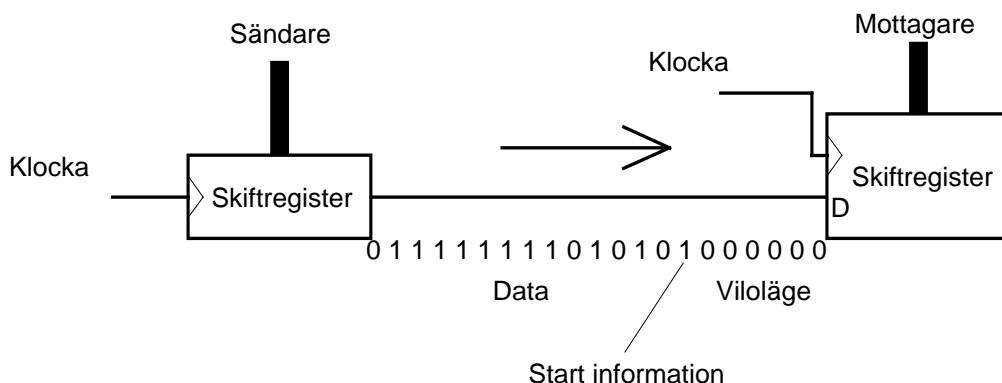 Sändare
Mottagare
Klocka
Klocka
Skiftregister
Skiftregister
D
0 1 1 1 1 1 1 1 1 0 1 0 1 0 1 0 0 0 0 0 0
Data
Viloläge
Start information